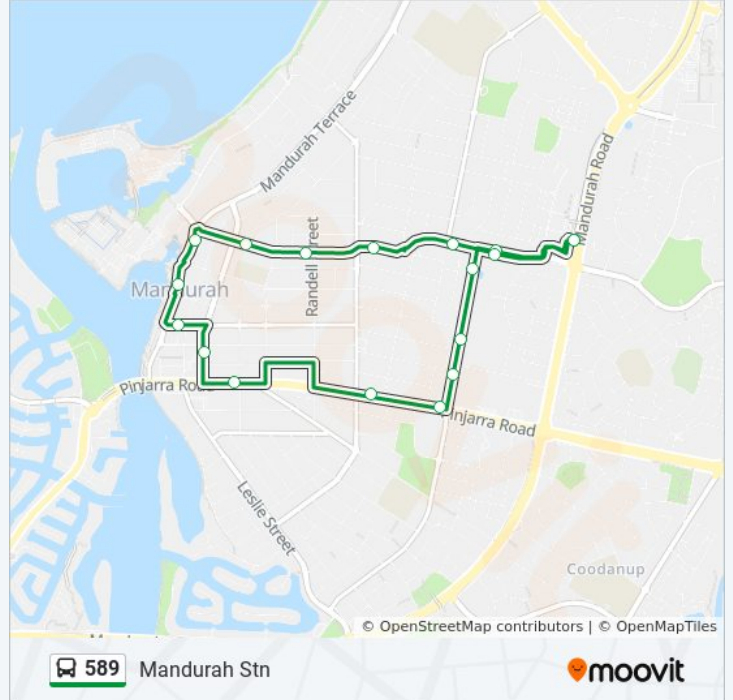 Mandurah Terrace
Mandurah Road
Randell Street
Mandurah
Pinjarra Road
Pinjarra Road
Leslie Street
Coodanup
© OpenStreetMap contributors | © OpenMapTiles
589 Mandurah Stn
moovit